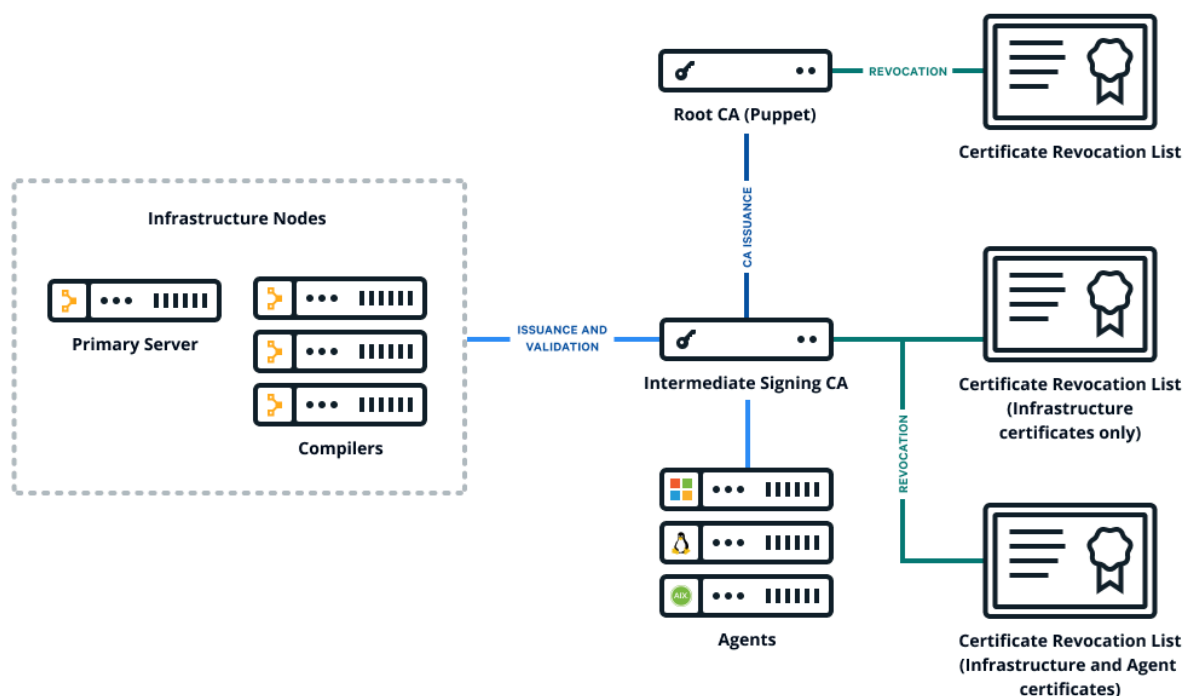 REVOCATION
Root CA (Puppet)
Certificate Revocation List
CA ISSUANCE
Infrastructure Nodes
Primary Server
Compilers
ISSUANCE AND
VALIDATION
Intermediate Signing CA
Certificate Revocation List
(Infrastructure
certificates only)
REVOCATION
AIX
Agents
Certificate Revocation List
(Infrastructure and Agent
certificates)